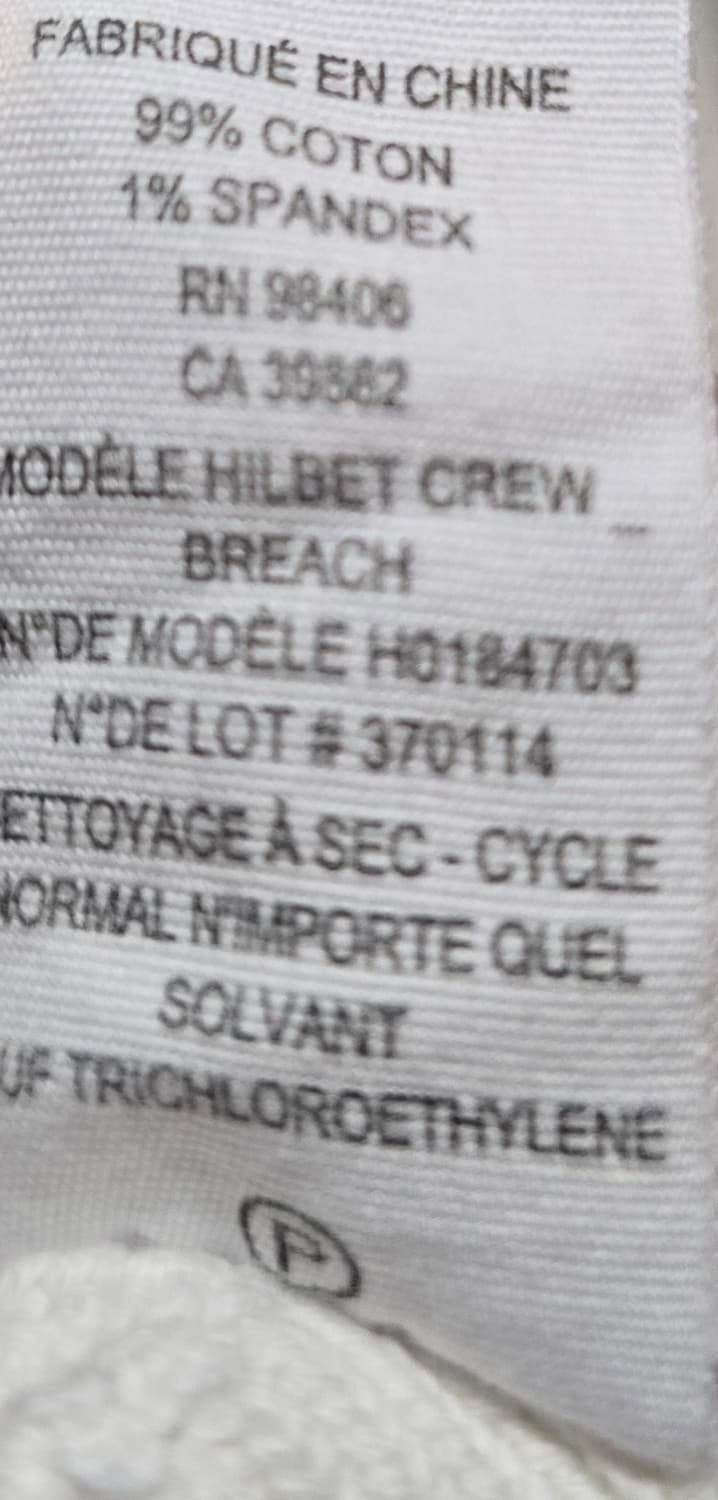 FABRIQUÉ EN CHINE
99% COTON
1% SPANDEX
RN 98406
CA 39882
MODÈLE HILBET CREW _
BREACH
N°DE MODÈLE H0184703
N°DE LOT # 370114
ETTOYAGE À SEC - CYCLE
NORMAL N'IMPORTE QUEL
SOLVANT
UF TRICHLOROETHYLENE
P